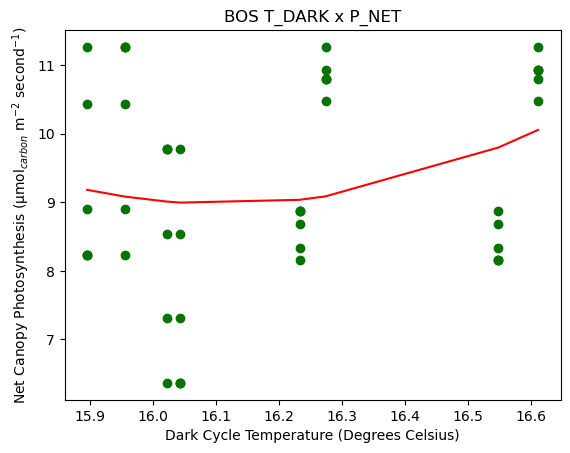 BOS T_DARK x P_NET
Net Canopy Photosynthesis (μmol_{carbon} m^{−2} second^{−1})
11
10
9
8
7
15.9 16.0 16.1 16.2 16.3 16.4 16.5 16.6
Dark Cycle Temperature (Degrees Celsius)